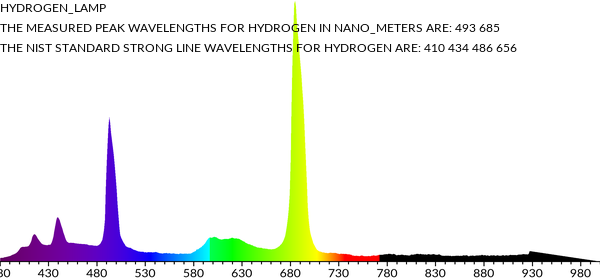 HYDROGEN_LAMP
THE MEASURED PEAK WAVELENGTHS FOR HYDROGEN IN NANO_METERS ARE: 493 685
THE NIST STANDARD STRONG LINE WAVELENGTHS FOR HYDROGEN ARE: 410 434 486 656
80 430 480 530 580 630 680 730 780 830 880 930 980